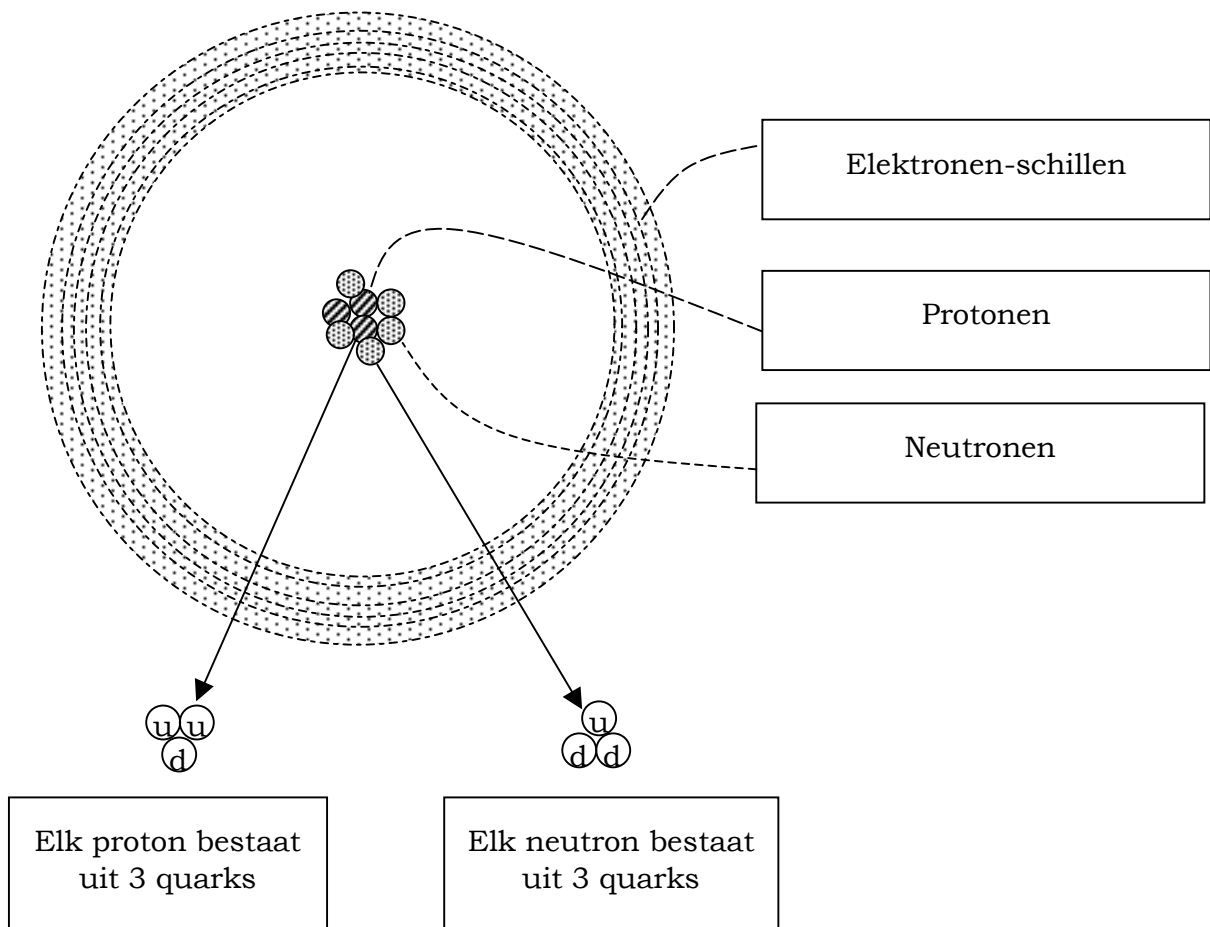 Elektronen-schillen
Protonen
Neutronen
u u
d
u
d d
Elk proton bestaat
uit 3 quarks
Elk neutron bestaat
uit 3 quarks